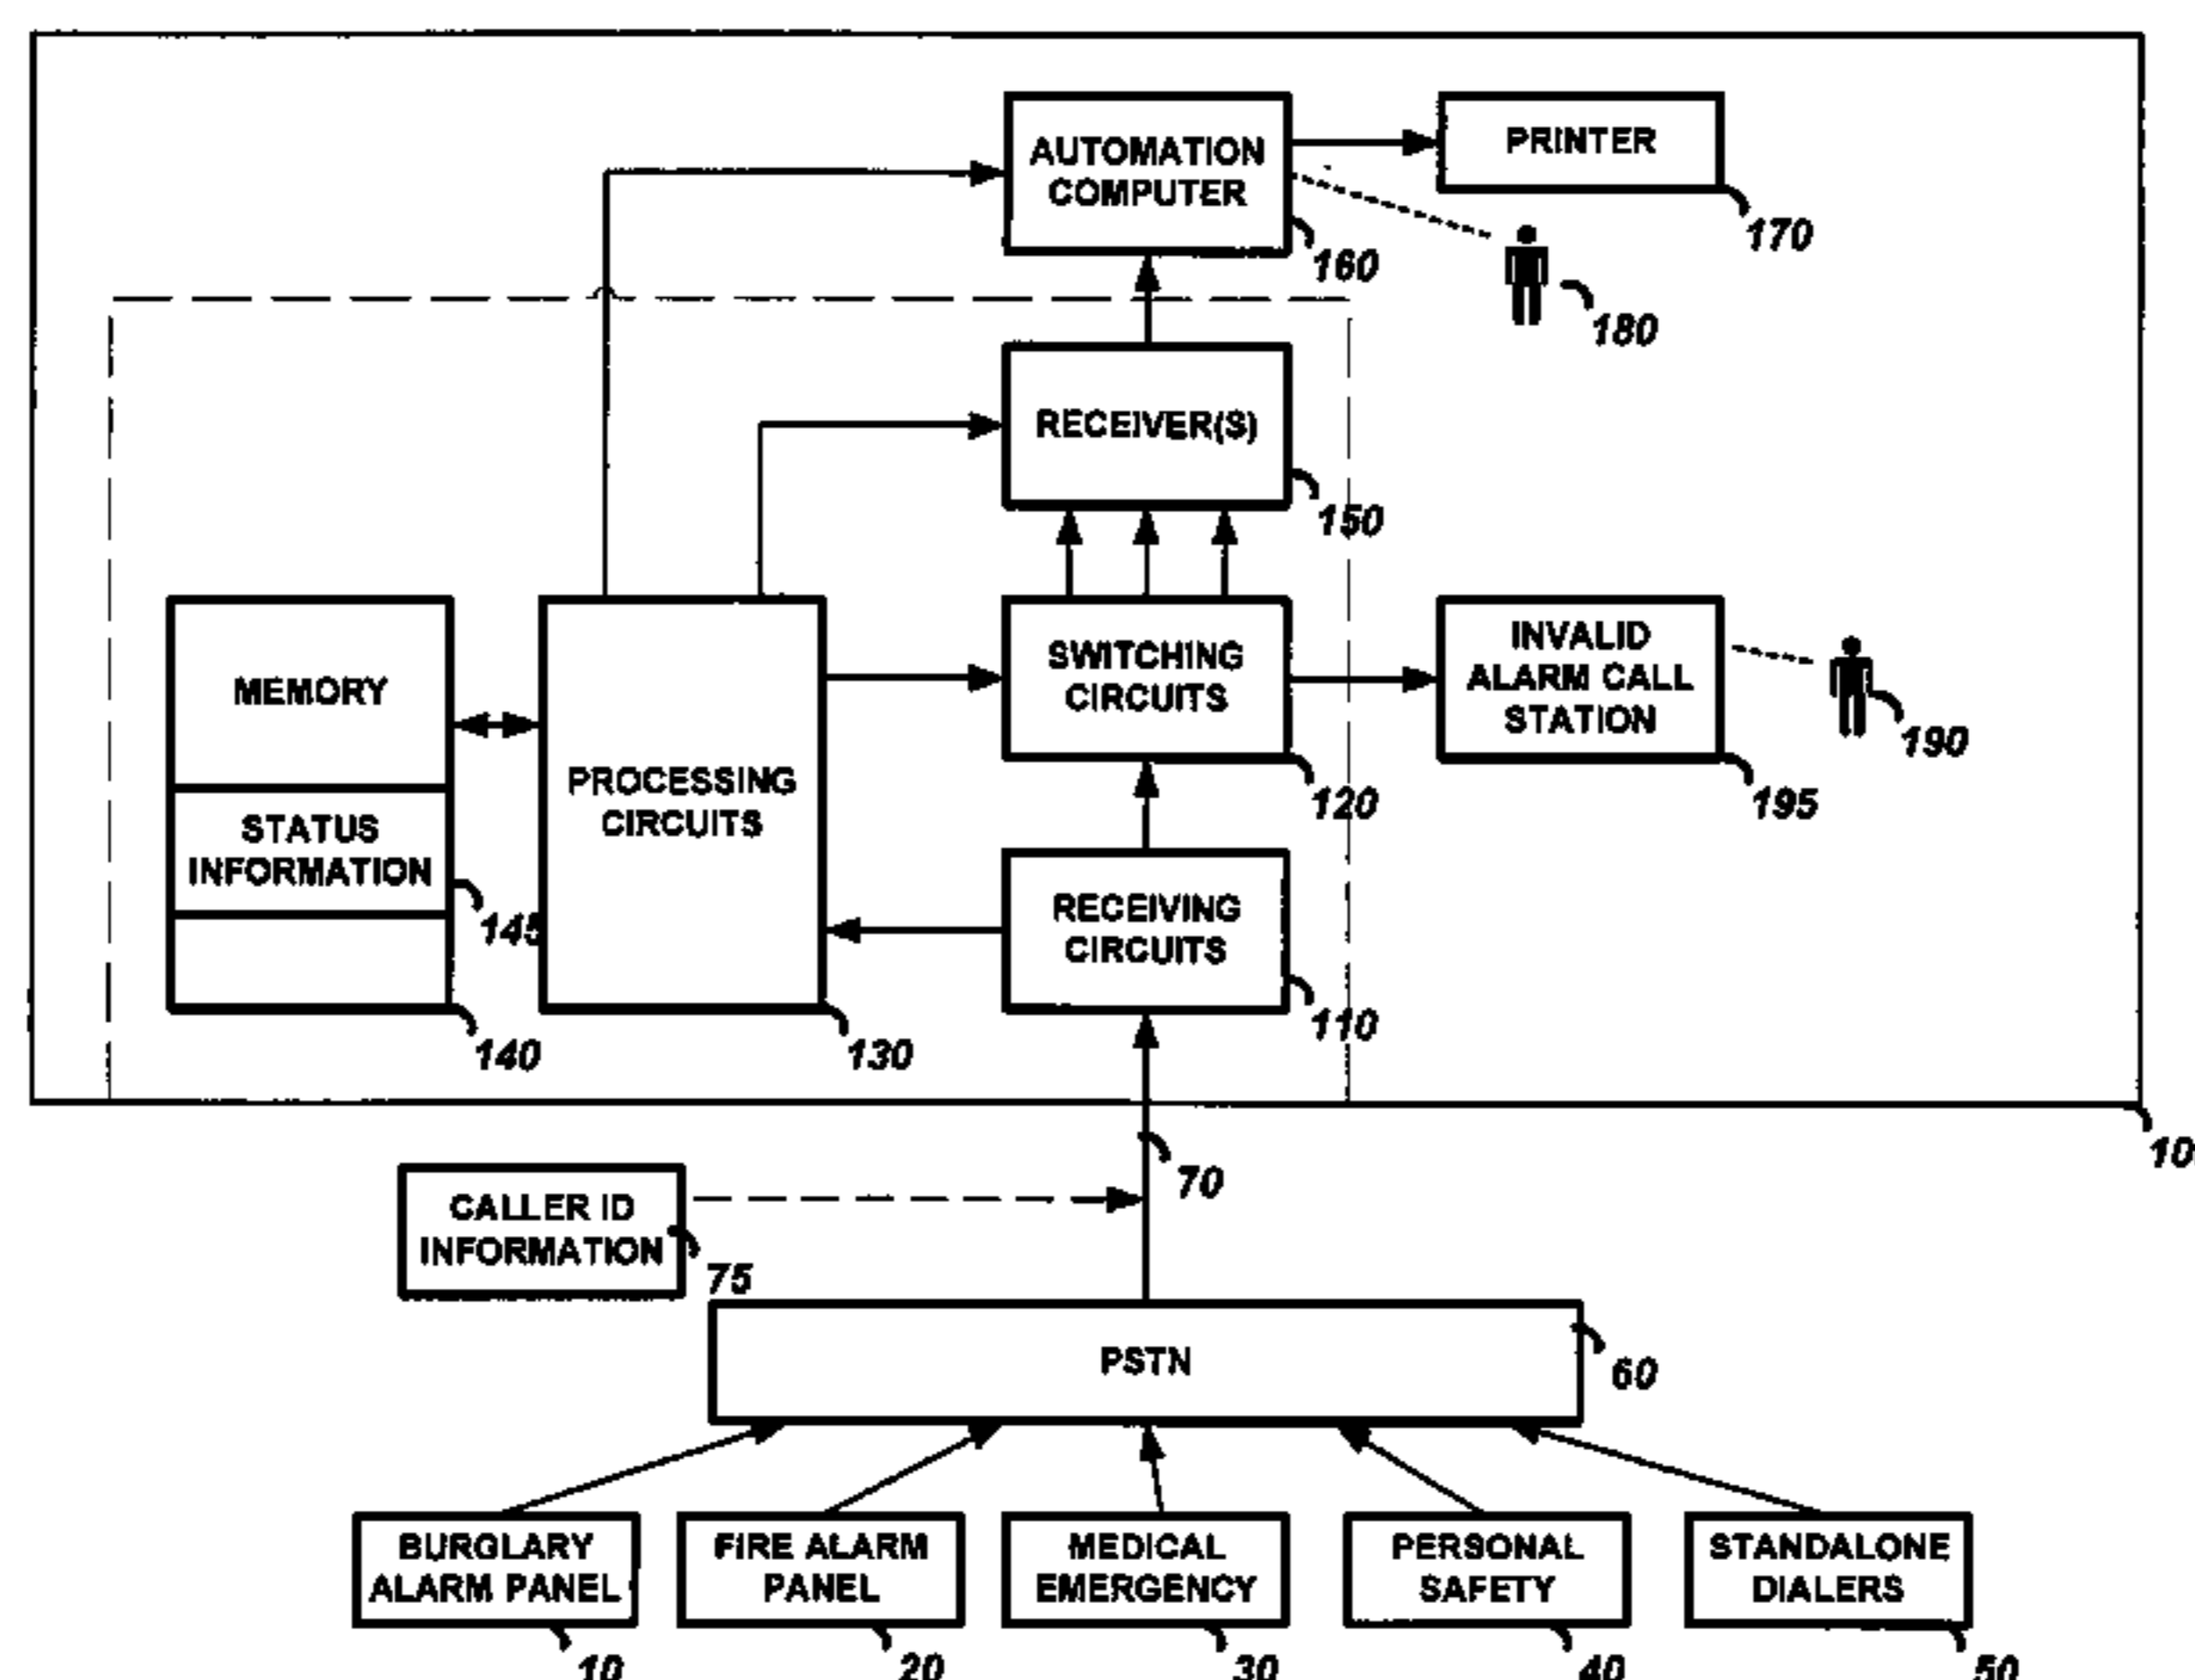 AUTOMATION
COMPUTER
160
PRINTER
170
180
RECEIVER(S)
150
MEMORY
STATUS
INFORMATION
145
140
PROCESSING
CIRCUITS
130
SWITCHING
CIRCUITS
120
INVALID
ALARM CALL
STATION
195
190
RECEIVING
CIRCUITS
110
10
70
CALLER ID
INFORMATION
75
PSTN
60
BURGLARY
ALARM PANEL
10
FIRE ALARM
PANEL
20
MEDICAL
EMERGENCY
30
PERSONAL
SAFETY
40
STANDALONE
DIALERS
50